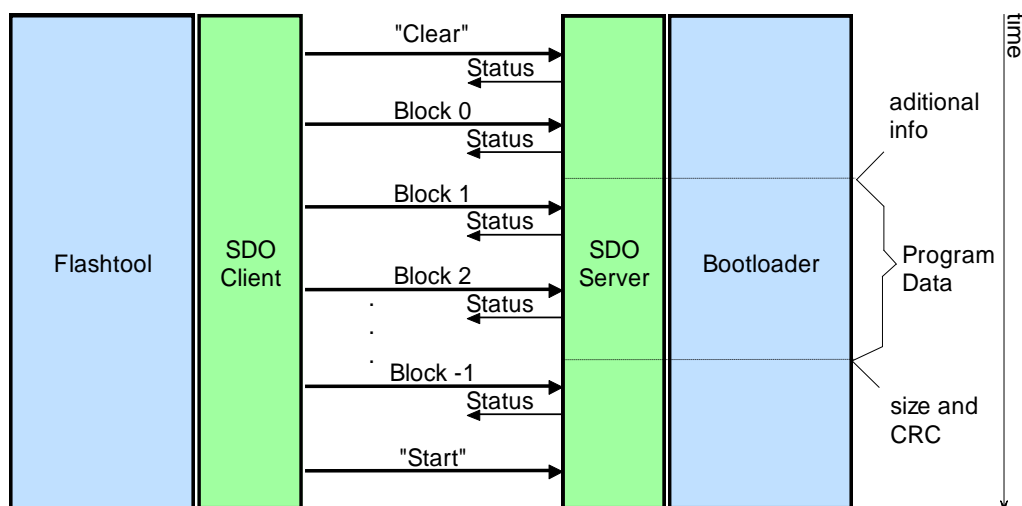 "Clear"
Status
Block 0
Status
Block 1
Status
Block 2
Status
.
.
.
Block -1
Status
"Start"
Flashtool
SDO
Client
SDO
Server
Bootloader
aditional
info
Program
Data
size and
CRC
time